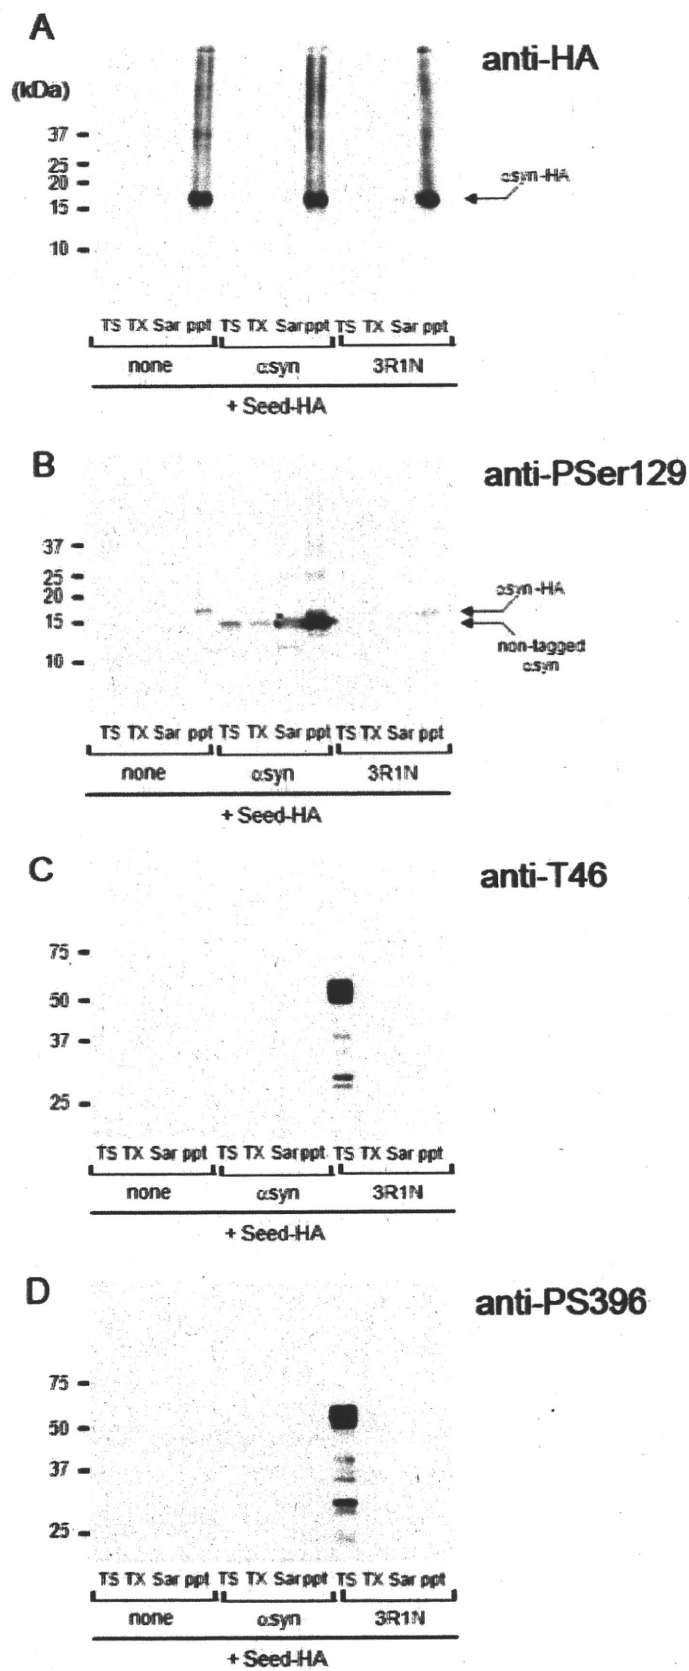 A
anti-HA
(kDa)
37
25
20
15
10
αsyn-HA
TS TX Sar ppt TS TX Sar ppt TS TX Sar ppt
none αsyn 3R1N
+ Seed-HA
B
anti-PSer129
37
25
20
15
10
αsyn-HA
non-tagged
αsyn
TS TX Sar ppt TS TX Sar ppt TS TX Sar ppt
none αsyn 3R1N
+ Seed-HA
C
anti-T46
75
50
37
25
TS TX Sar ppt TS TX Sar ppt TS TX Sar ppt
none αsyn 3R1N
+ Seed-HA
D
anti-PS396
75
50
37
25
TS TX Sar ppt TS TX Sar ppt TS TX Sar ppt
none αsyn 3R1N
+ Seed-HA